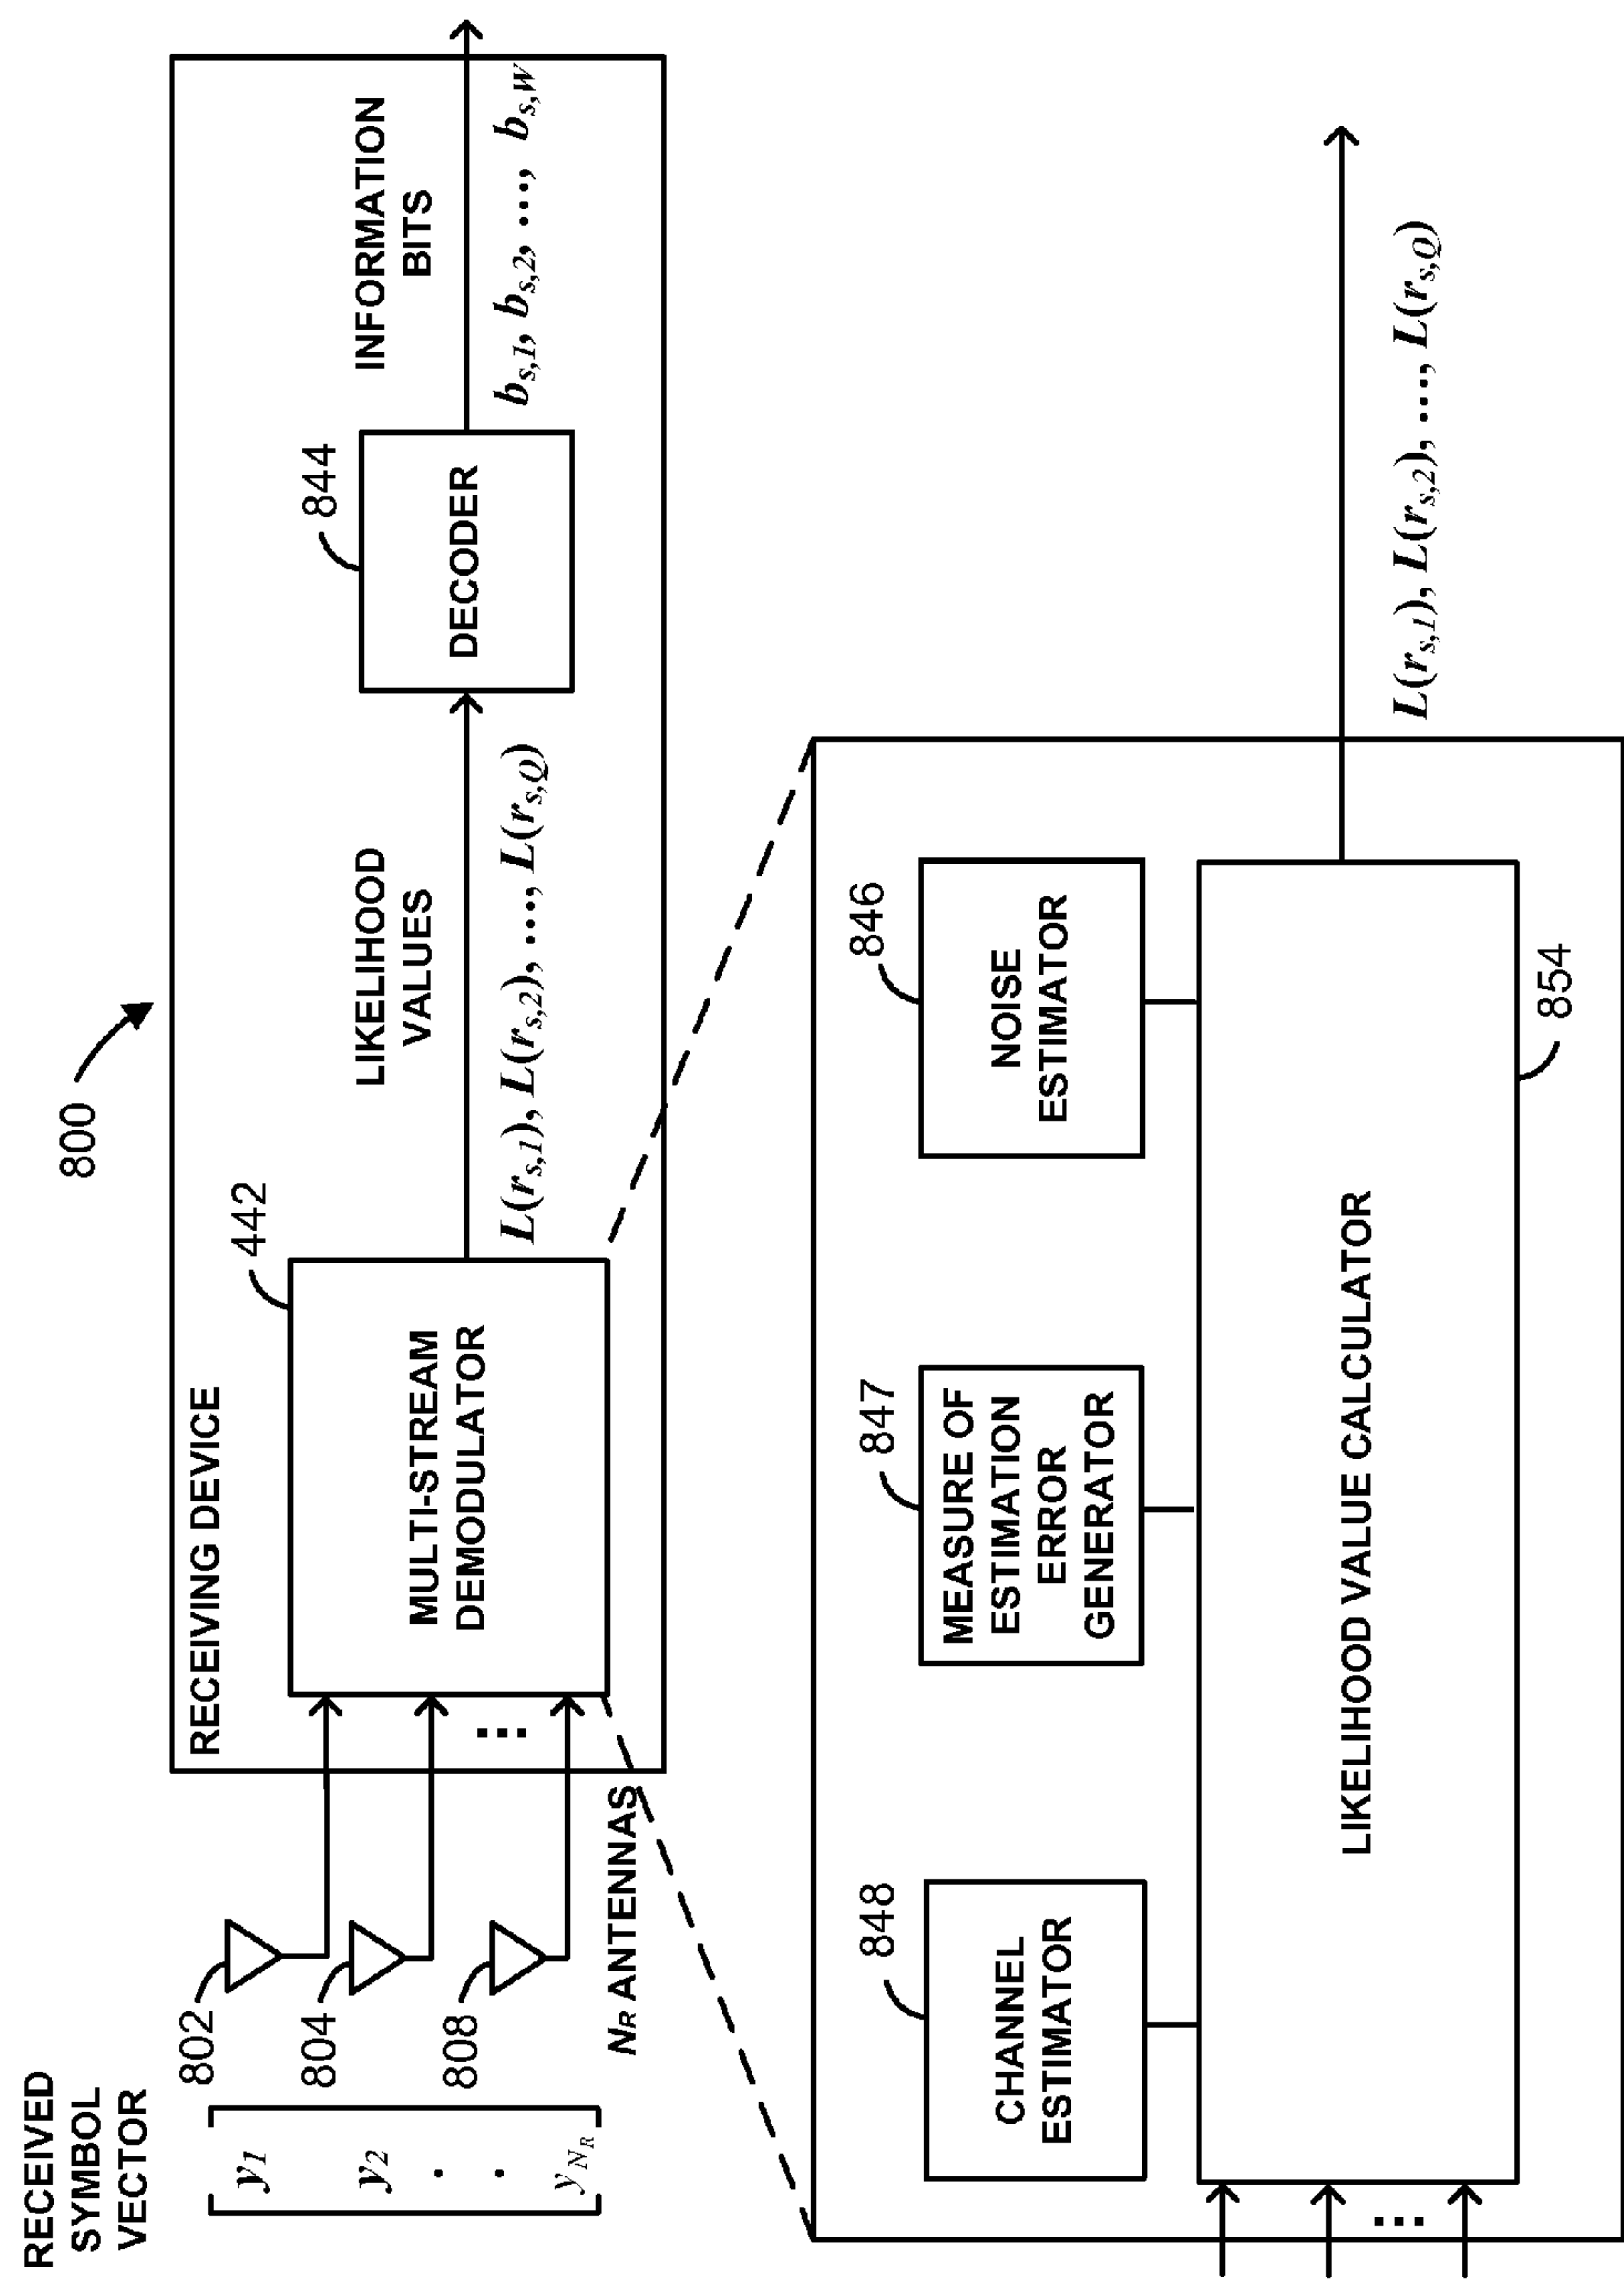 800
RECEIVED
SYMBOL
VECTOR
y1
y2
.
.
yNR
802
804
808
NR ANTENNAS
RECEIVING DEVICE
442
MULTI-STREAM
DEMODULATOR
...
LIKELIHOOD
VALUES
L(rs,1), L(rs,2), ..., L(rs,Q)
844
DECODER
INFORMATION
BITS
bs,1, bs,2, ..., bs,W
848
CHANNEL
ESTIMATOR
847
MEASURE OF
ESTIMATION
ERROR
GENERATOR
846
NOISE
ESTIMATOR
...
LIKELIHOOD VALUE CALCULATOR
854
L(rs,1), L(rs,2), ..., L(rs,Q)